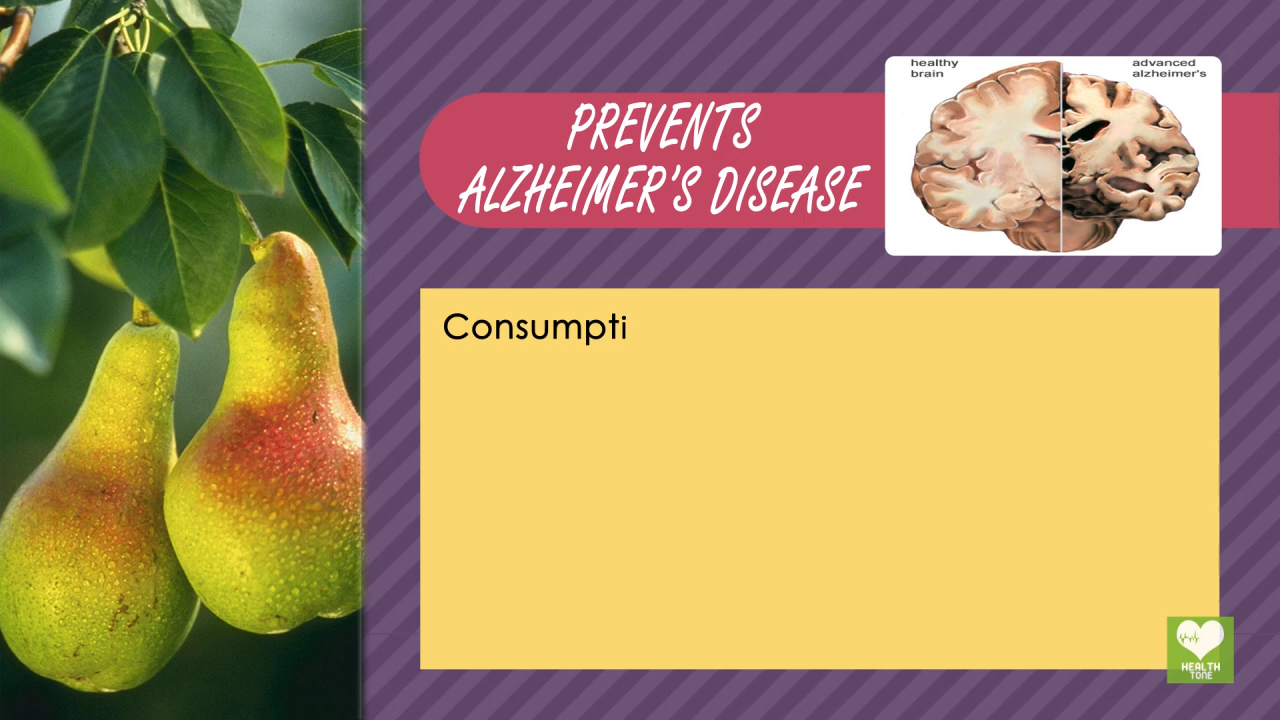 healthy
brain
advanced
alzheimer's
PREVENTS
ALZHEIMER'S DISEASE
Consumpti
HEALTH
TONE